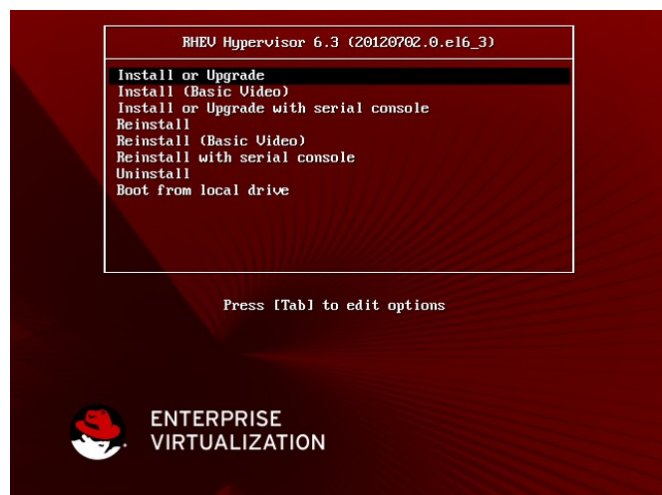 RHEV Hypervisor 6.3 (20120702.0.el6_3)
Install or Upgrade
Install (Basic Video)
Install or Upgrade with serial console
Reinstall
Reinstall (Basic Video)
Reinstall with serial console
Uninstall
Boot from local drive
Press [Tab] to edit options
ENTERPRISE
VIRTUALIZATION